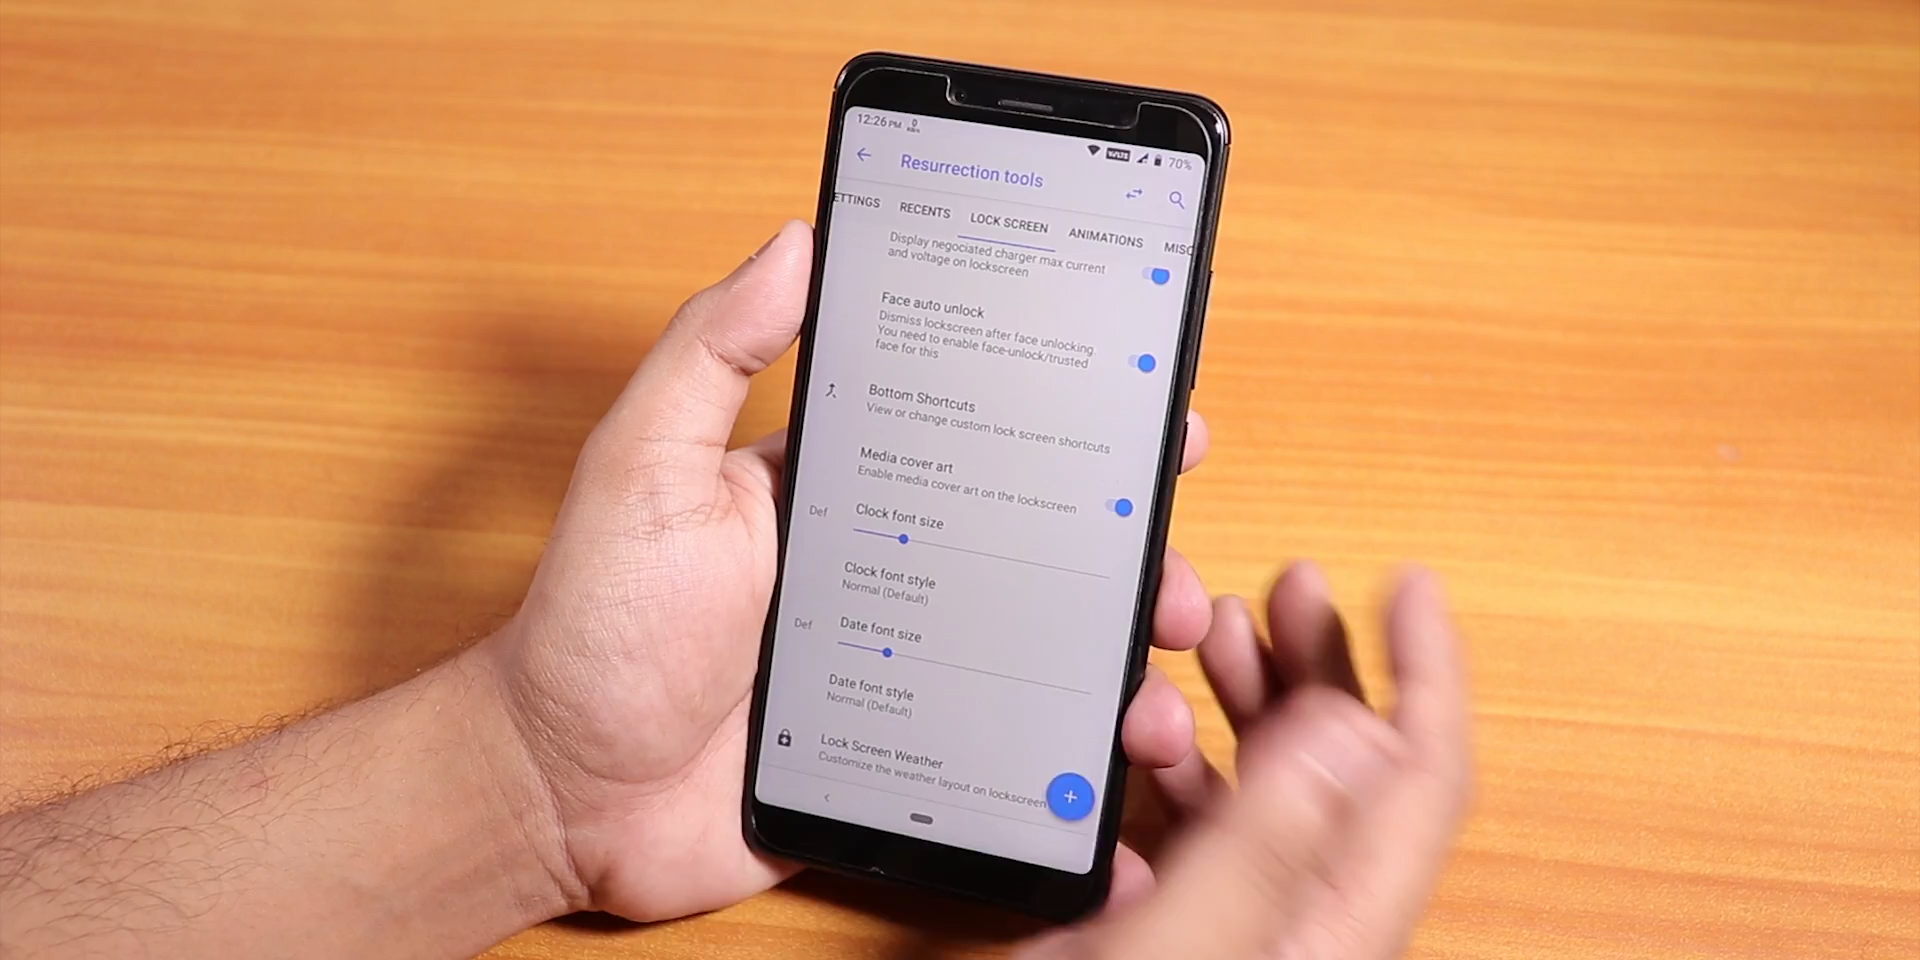 12:26 PM 0
70%
Resurrection tools
ETTINGS RECENTS LOCK SCREEN ANIMATIONS MISC
Display negociated charger max current
and voltage on lockscreen
Face auto unlock
Dismiss lockscreen after face unlocking.
You need to enable face-unlock/trusted
face for this
Bottom Shortcuts
View or change custom lock screen shortcuts
Media cover art
Enable media cover art on the lockscreen
Def Clock font size
Clock font style
Normal (Default)
Def Date font size
Date font style
Normal (Default)
Lock Screen Weather
Customize the weather layout on lockscreen